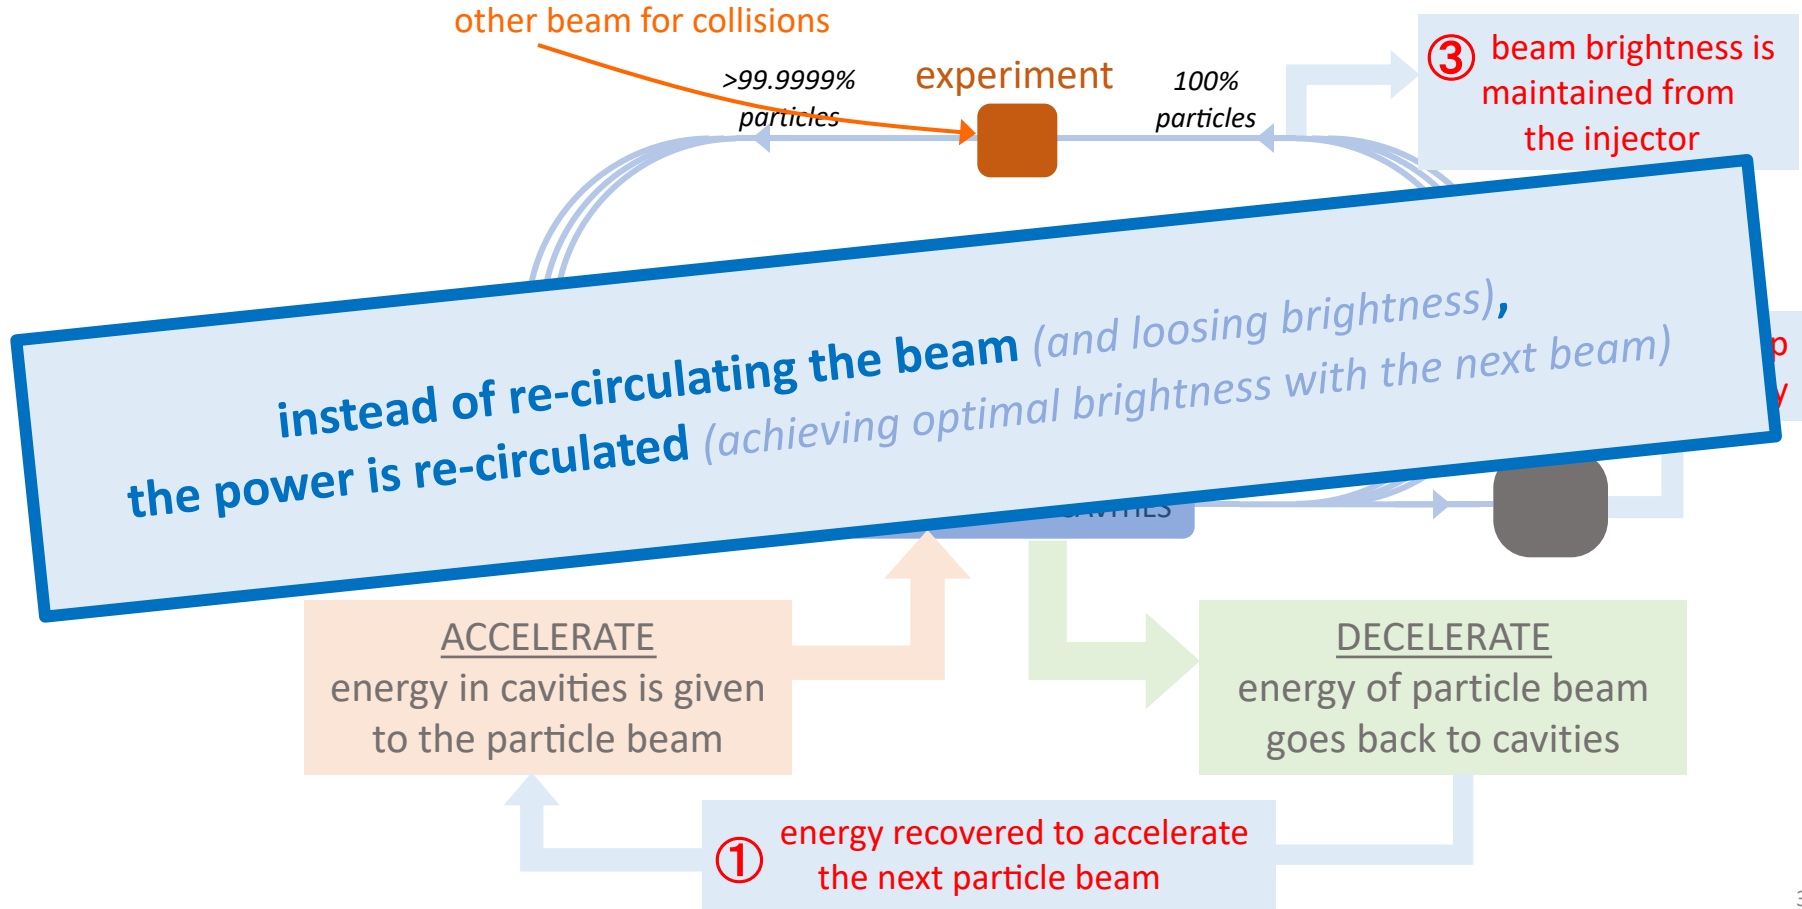 other beam for collisions
>99.9999%
particles
experiment
100%
particles
③ beam brightness is
maintained from
the injector
instead of re-circulating the beam (and loosing brightness),
the power is re-circulated (achieving optimal brightness with the next beam)
p
y
CAVITIES
ACCELERATE
energy in cavities is given
to the particle beam
DECELERATE
energy of particle beam
goes back to cavities
① energy recovered to accelerate
the next particle beam
3